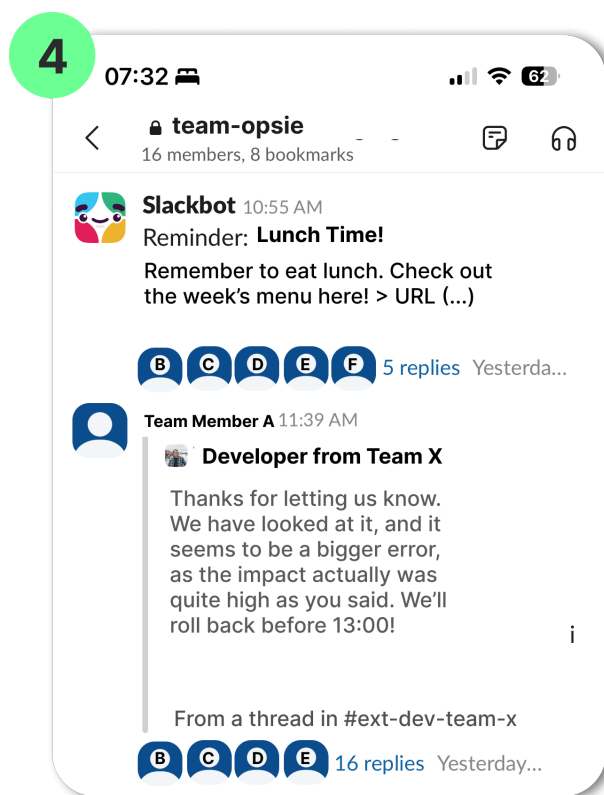 4
07:32
62
team-opsie
16 members, 8 bookmarks
Slackbot 10:55 AM
Reminder: Lunch Time!
Remember to eat lunch. Check out
the week's menu here! > URL (...)
B C D E F 5 replies Yesterda...
Team Member A 11:39 AM
Developer from Team X
Thanks for letting us know.
We have looked at it, and it
seems to be a bigger error,
as the impact actually was
quite high as you said. We'll
roll back before 13:00!
i
From a thread in #ext-dev-team-x
B C D E 16 replies Yesterday...